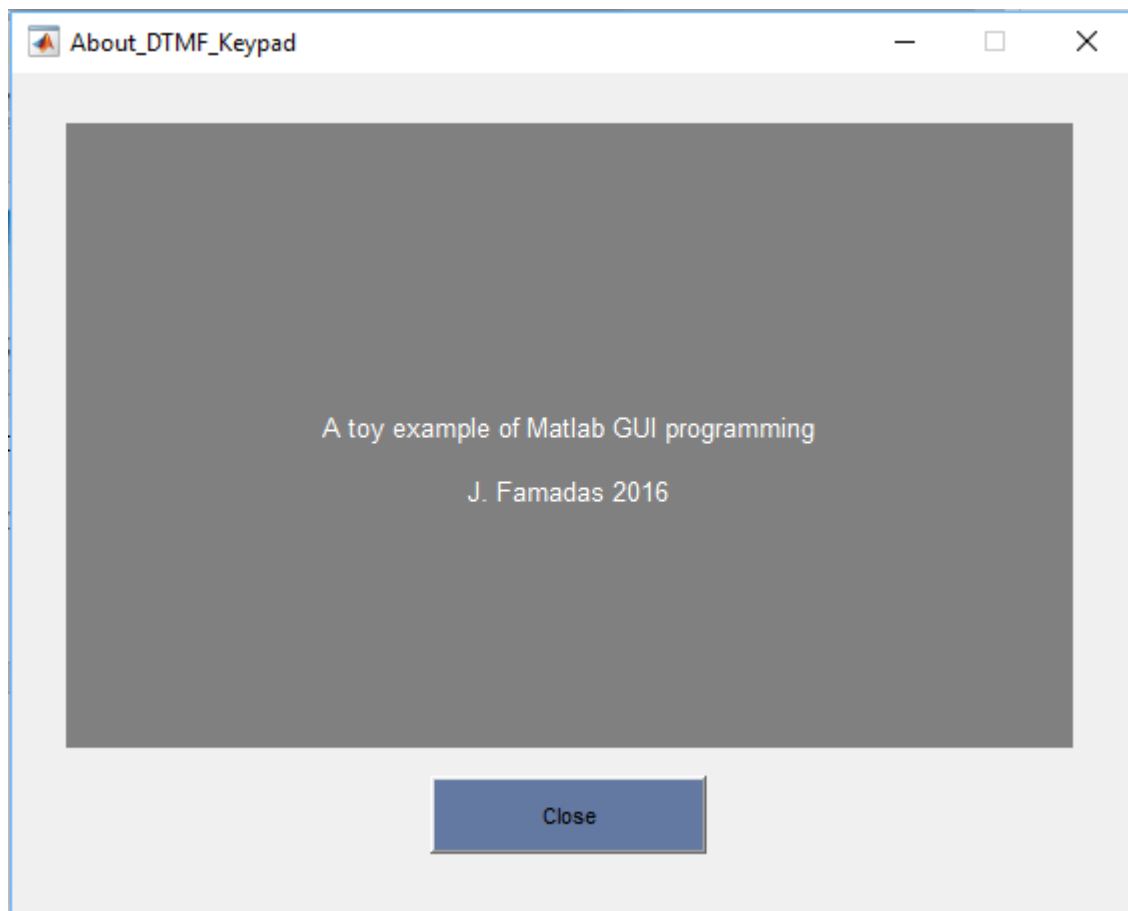 About_DTMF_Keypad
A toy example of Matlab GUI programming
J. Famadas 2016
Close